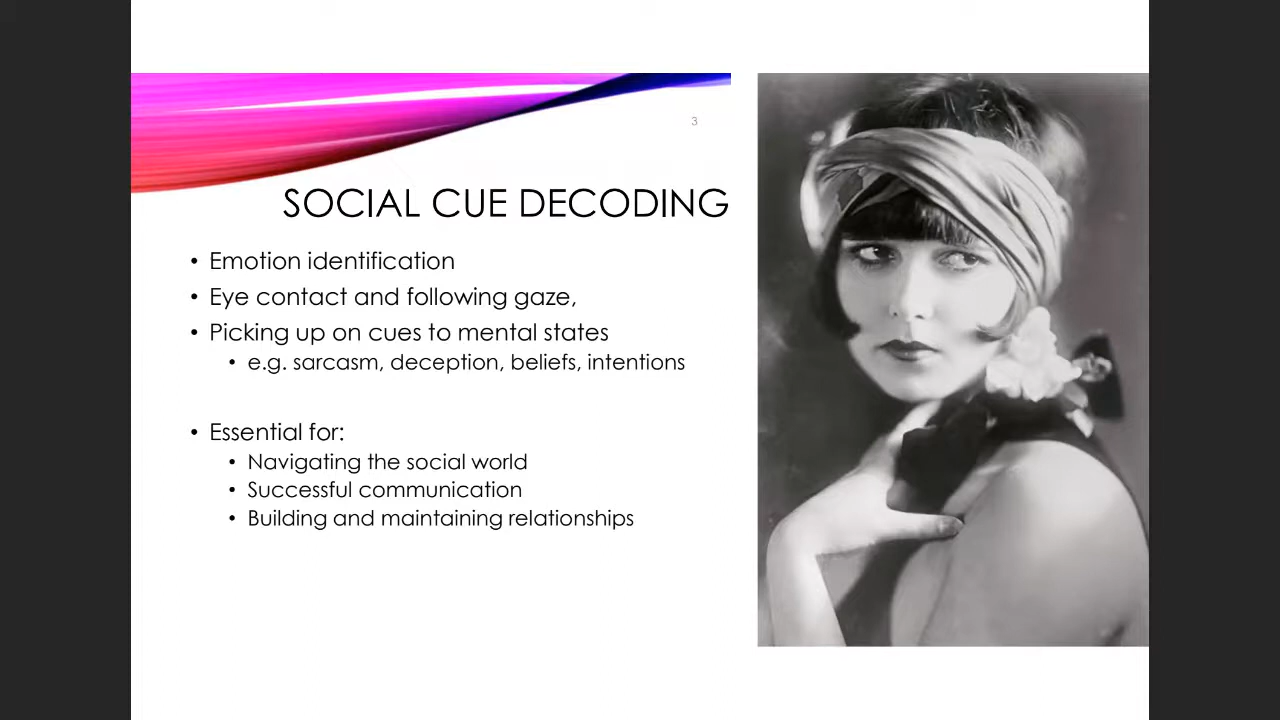 3
SOCIAL CUE DECODING
• Emotion identification
• Eye contact and following gaze,
• Picking up on cues to mental states
• e.g. sarcasm, deception, beliefs, intentions
• Essential for:
• Navigating the social world
• Successful communication
• Building and maintaining relationships